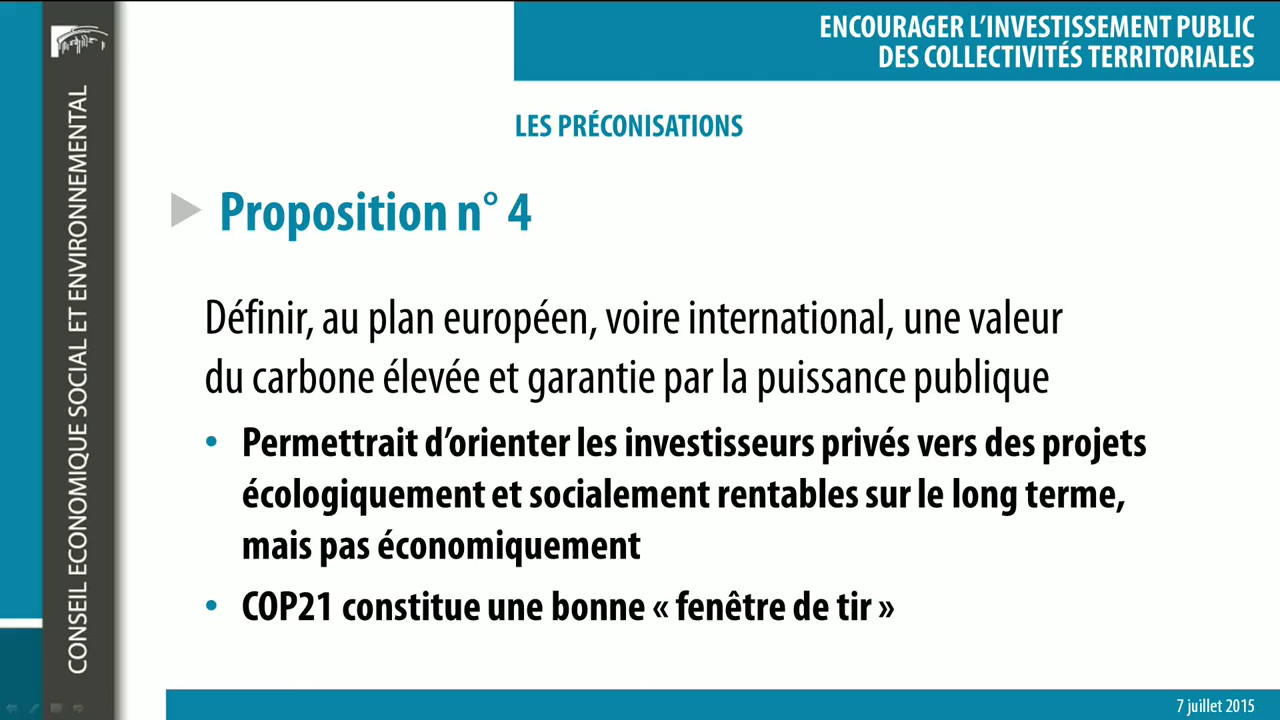 ENCOURAGER L’INVESTISSEMENT PUBLIC
DES COLLECTIVITÉS TERRITORIALES
CONSEIL ECONOMIQUE SOCIAL ET ENVIRONNEMENTAL
LES PRÉCONISATIONS
Proposition n° 4
Définir, au plan européen, voire international, une valeur
du carbone élevée et garantie par la puissance publique
• Permettrait d’orienter les investisseurs privés vers des projets
écologiquement et socialement rentables sur le long terme,
mais pas économiquement
• COP21 constitue une bonne « fenêtre de tir »
7 juillet 2015